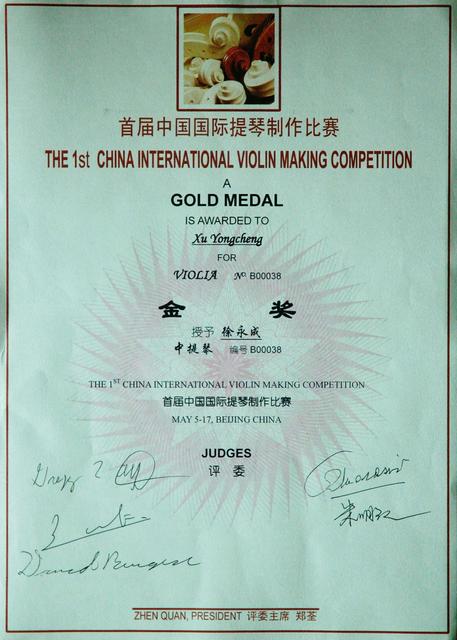 首届中国国际提琴制作比赛
THE 1st CHINA INTERNATIONAL VIOLIN MAKING COMPETITION
A
GOLD MEDAL
IS AWARDED TO
Xu Yongcheng
FOR
VIOLIA No. B00038
金 奖
授予 徐永成
中提琴 编号 B00038
THE 1ST CHINA INTERNATIONAL VIOLIN MAKING COMPETITION
首届中国国际提琴制作比赛
MAY 5-17, BEIJING CHINA
JUDGES
评 委
David Burgess
ZHEN QUAN, PRESIDENT 评委主席 郑荃